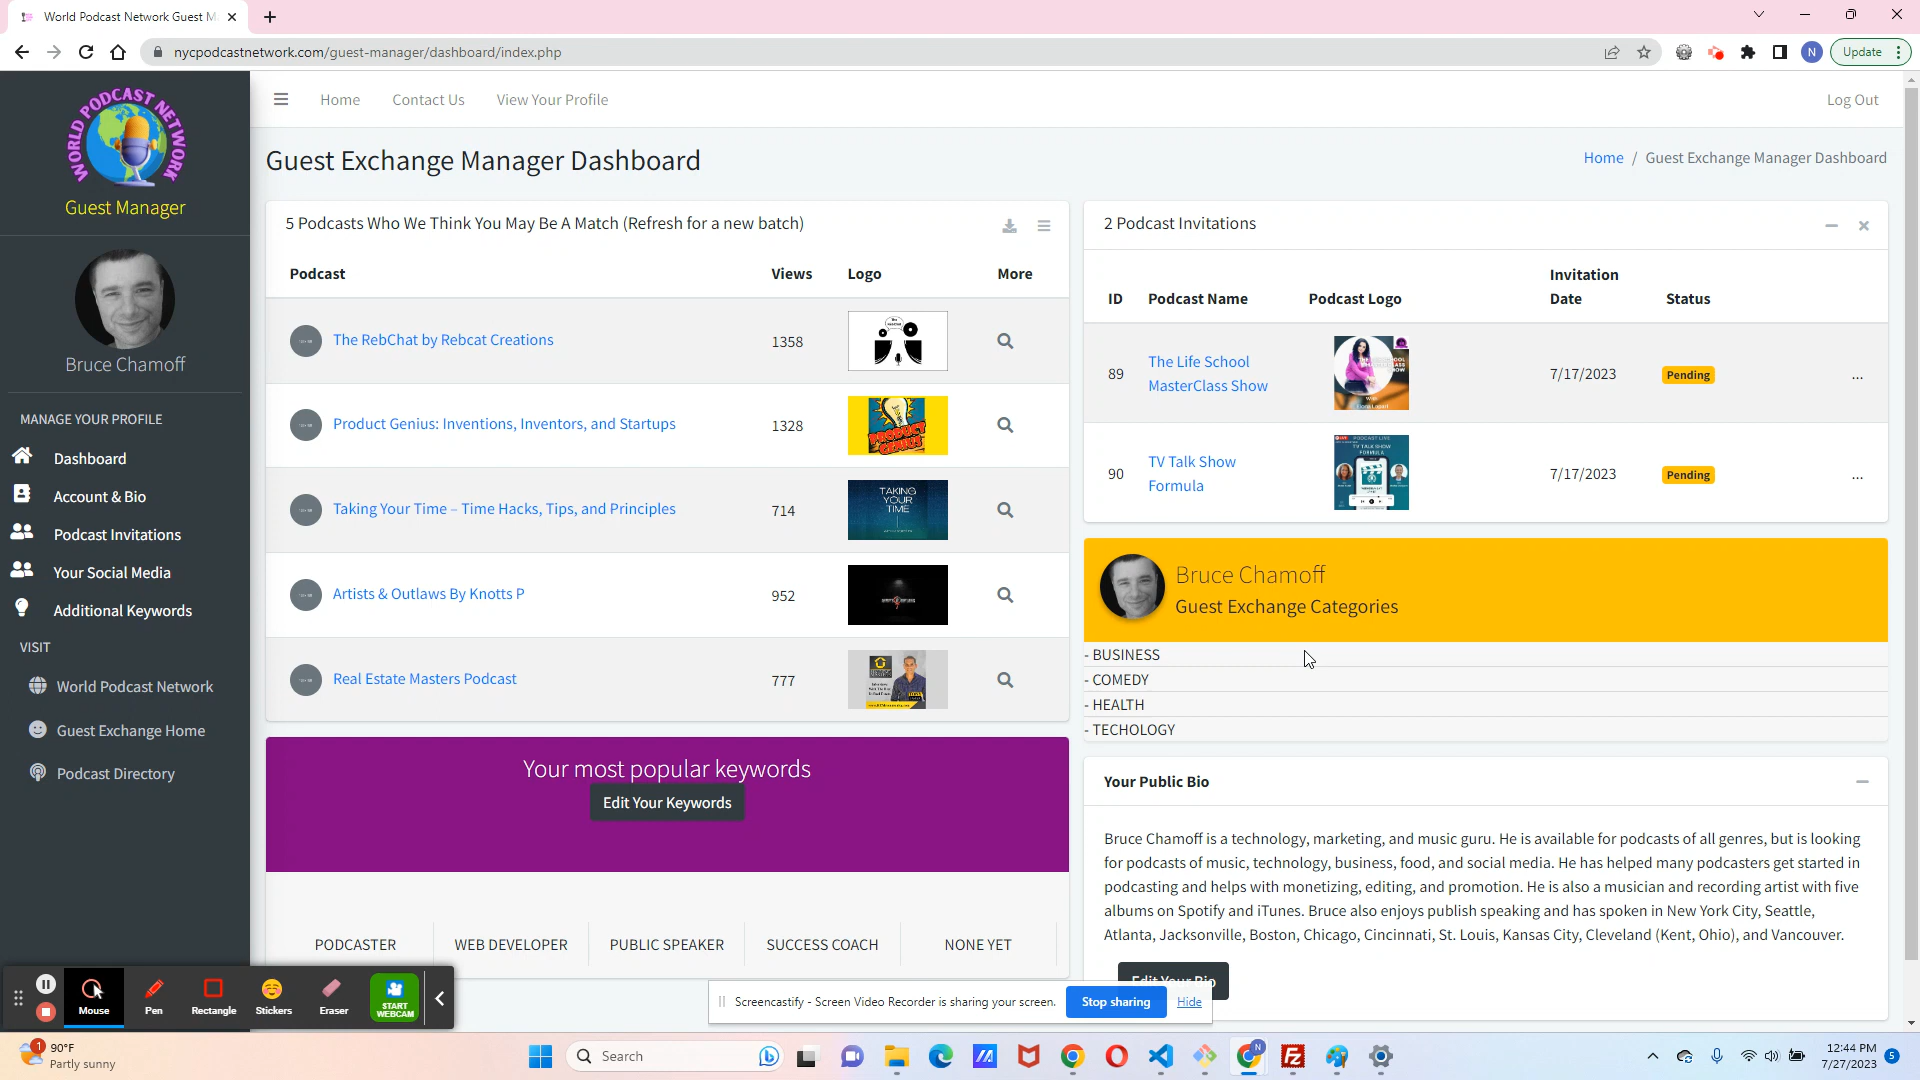 World Podcast Network Guest M
nycpodcastnetwork.com/guest-manager/dashboard/index.php
N
Update
WORLD PODCAST NETWORK
Guest Manager
Bruce Chamoff
MANAGE YOUR PROFILE
Dashboard
Account & Bio
Podcast Invitations
Your Social Media
Additional Keywords
VISIT
World Podcast Network
Guest Exchange Home
Podcast Directory
Home
Contact Us
View Your Profile
Log Out
Guest Exchange Manager Dashboard
Home / Guest Exchange Manager Dashboard
5 Podcasts Who We Think You May Be A Match (Refresh for a new batch)
Podcast Views Logo More
The RebChat by Rebcat Creations 1358
Product Genius: Inventions, Inventors, and Startups 1328
PRODUCT GENIUS
Taking Your Time – Time Hacks, Tips, and Principles 714
TAKING YOUR TIME
Artists & Outlaws By Knotts P 952
Real Estate Masters Podcast 777
Your most popular keywords
Edit Your Keywords
PODCASTER WEB DEVELOPER PUBLIC SPEAKER SUCCESS COACH NONE YET
2 Podcast Invitations
ID Podcast Name Podcast Logo Invitation Date Status
89 The Life School MasterClass Show 7/17/2023 Pending ...
90 TV Talk Show Formula 7/17/2023 Pending ...
Bruce Chamoff
Guest Exchange Categories
- BUSINESS
- COMEDY
- HEALTH
- TECHOLOGY
Your Public Bio
Bruce Chamoff is a technology, marketing, and music guru. He is available for podcasts of all genres, but is looking
for podcasts of music, technology, business, food, and social media. He has helped many podcasters get started in
podcasting and helps with monetizing, editing, and promotion. He is also a musician and recording artist with five
albums on Spotify and iTunes. Bruce also enjoys publish speaking and has spoken in New York City, Seattle,
Atlanta, Jacksonville, Boston, Chicago, Cincinnati, St. Louis, Kansas City, Cleveland (Kent, Ohio), and Vancouver.
Edit Your Bio
Mouse Pen Rectangle Stickers Eraser START WEBCAM
Screencastify - Screen Video Recorder is sharing your screen. Stop sharing Hide
1
90°F
Partly sunny
Search
N
12:44 PM
7/27/2023
5